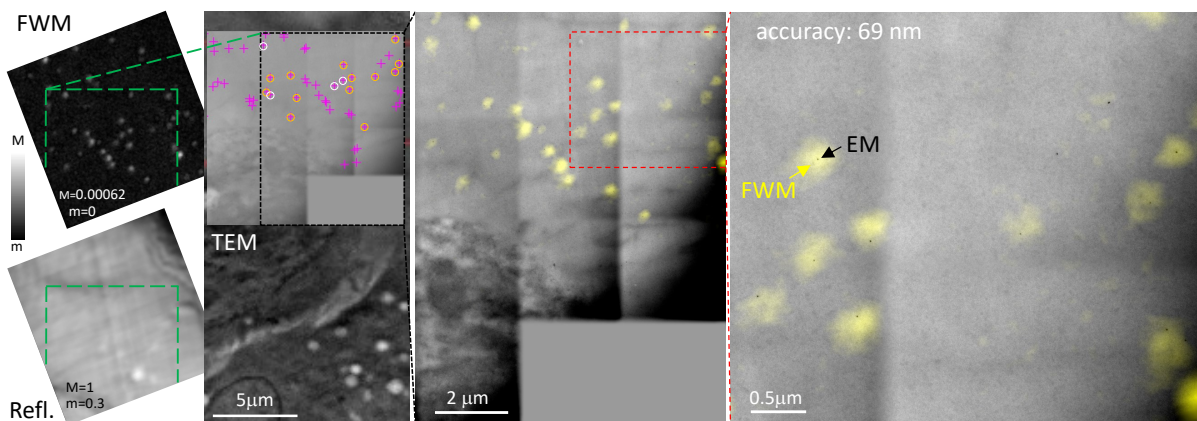 FWM
M
M=0.00062
m=0
m
M=1
m=0.3
Refl.
TEM
5μm
2 μm
accuracy: 69 nm
EM
FWM
0.5μm